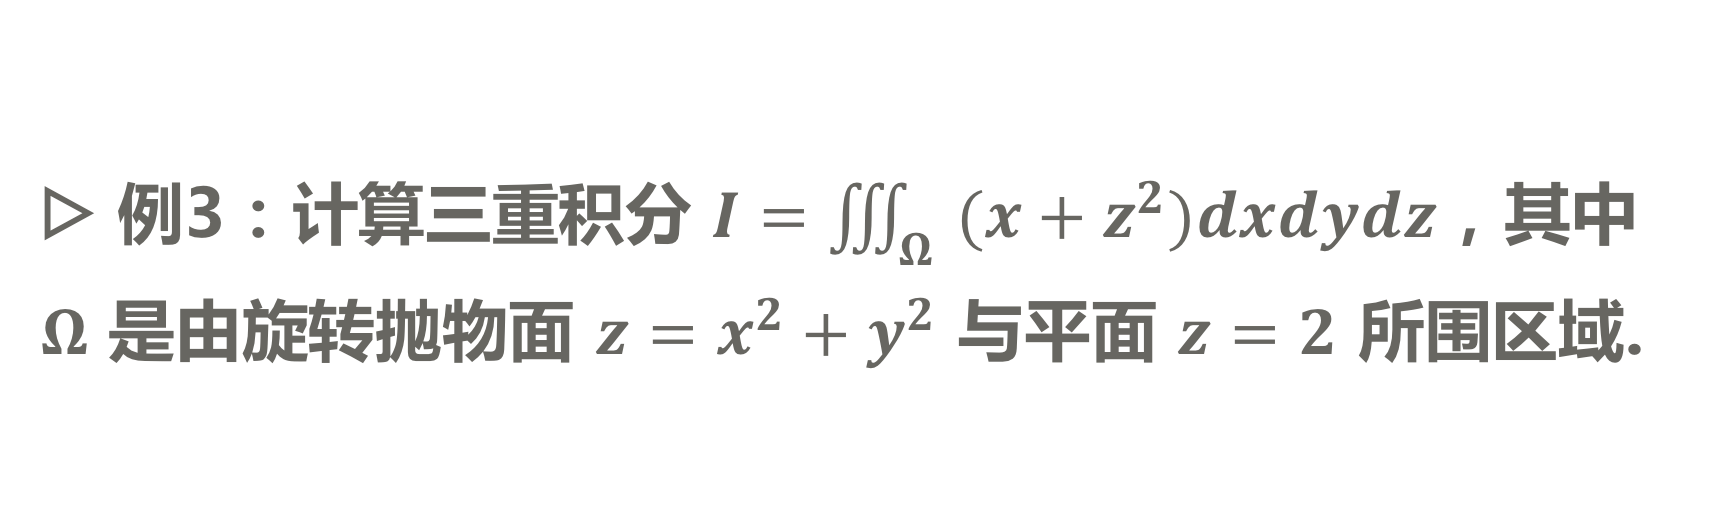 ▷ 例3：计算三重积分 I = ∭_Ω (x + z²)dxdydz，其中
Ω 是由旋转抛物面 z = x² + y² 与平面 z = 2 所围区域.